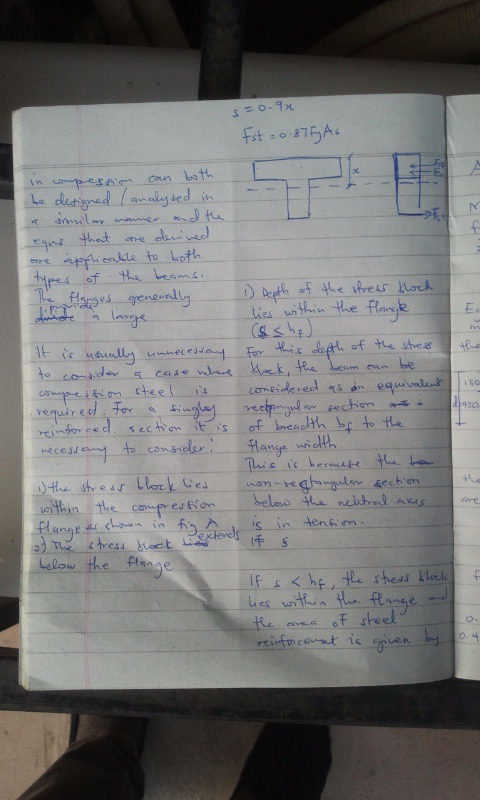 s = 0.9x
Fst = 0.87FyAs
in compression can both
be designed / analysed in
a similar manner and the
eqns that are derived
are applicable to both
types of the beams.
The flanges generally
provide a large
It is usually unnecessary
to consider a case where
compression steel is
required. For a singley
reinforced section it is
necessary to consider:
1) the stress block lies
within the compression
flange as shown in fig A
2) The stress block extends
below the flange
x
1) Depth of the stress block
lies within the flange
(s ≤ hf)
For this depth of the stress
block, the beam can be
considered as an equivalent
rectangular section
of breadth bf to the
flange width.
This is because the
non-rectangular section
below the neutral axis
is in tension.
If s
If s < hf, the stress block
lies within the flange and
the area of steel
reinforcement is given by